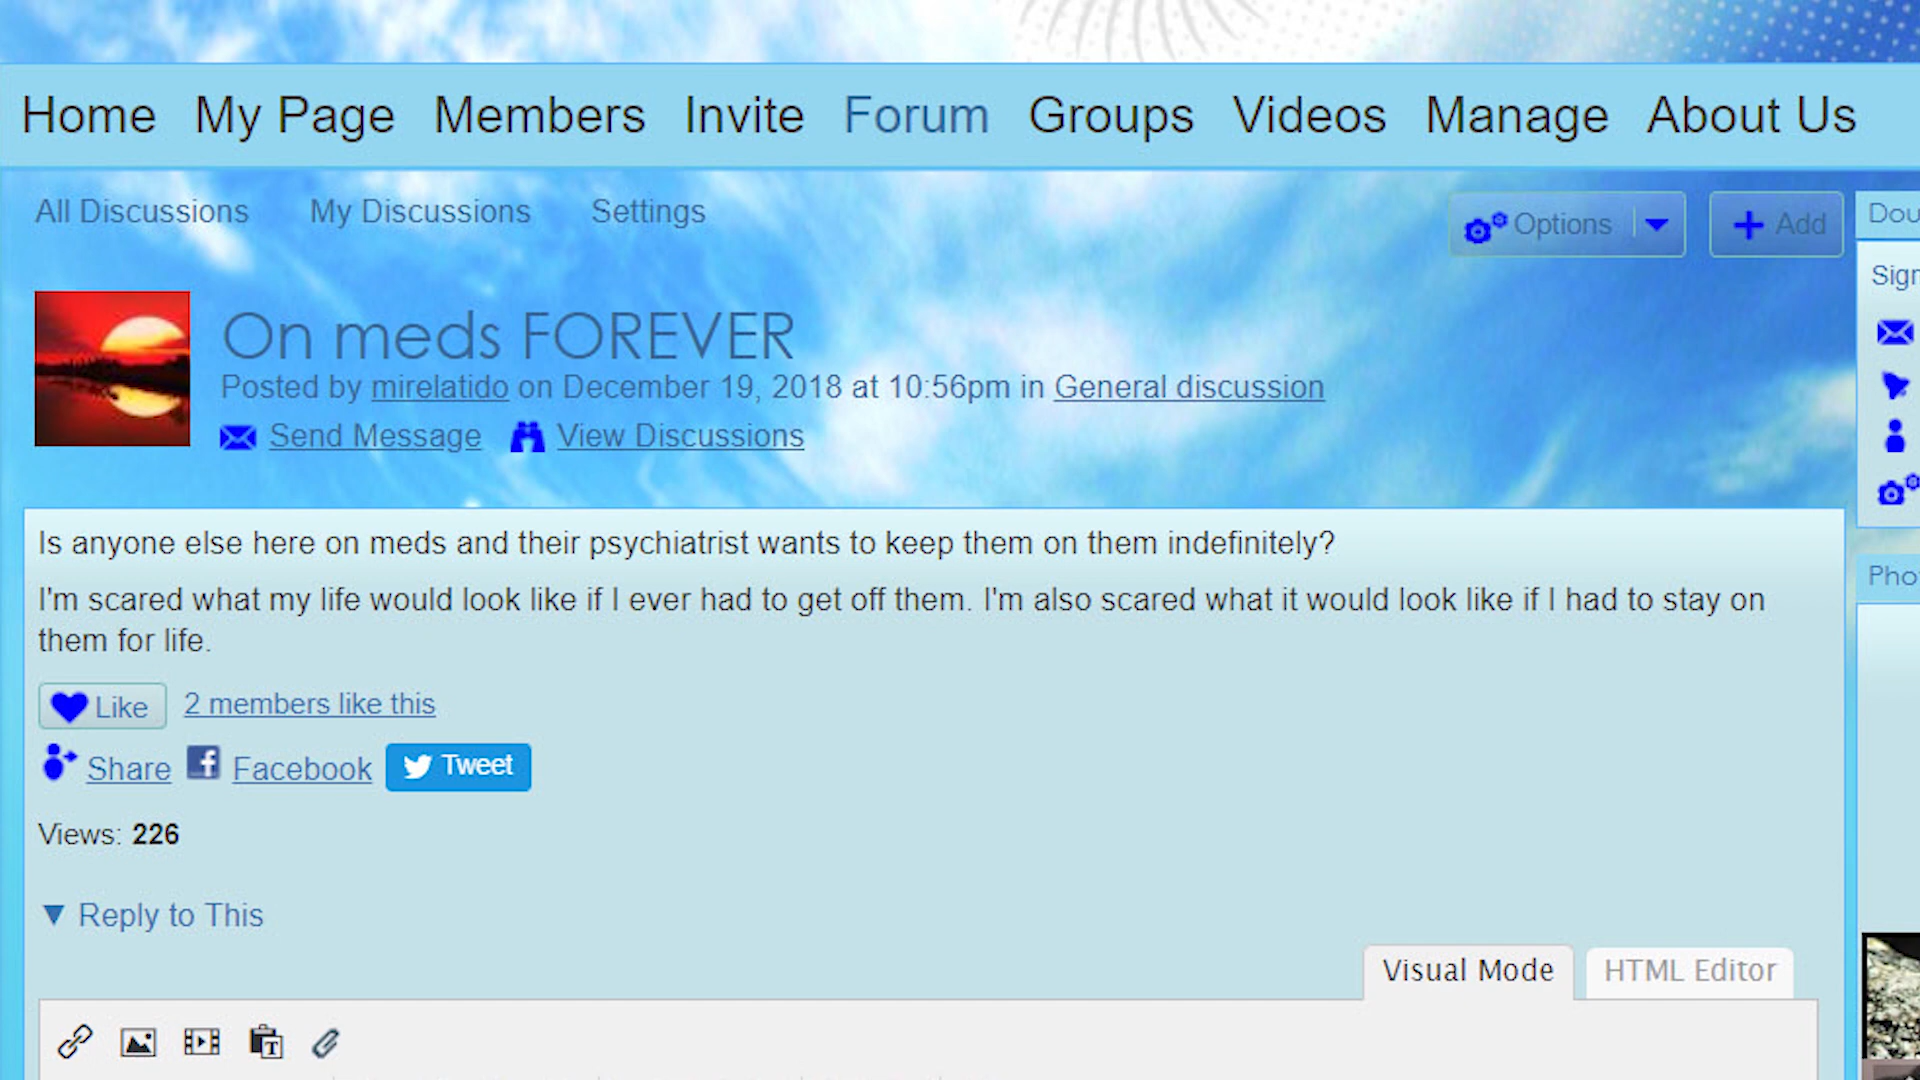 Home My Page Members Invite Forum Groups Videos Manage About Us
All Discussions My Discussions Settings
Options Add
On meds FOREVER
Posted by mirelatido on December 19, 2018 at 10:56pm in General discussion
Send Message View Discussions
Is anyone else here on meds and their psychiatrist wants to keep them on them indefinitely?
I'm scared what my life would look like if I ever had to get off them. I'm also scared what it would look like if I had to stay on
them for life.
Like 2 members like this
Share Facebook Tweet
Views: 226
▼ Reply to This
Visual Mode HTML Editor
Dou
Sign
Phot